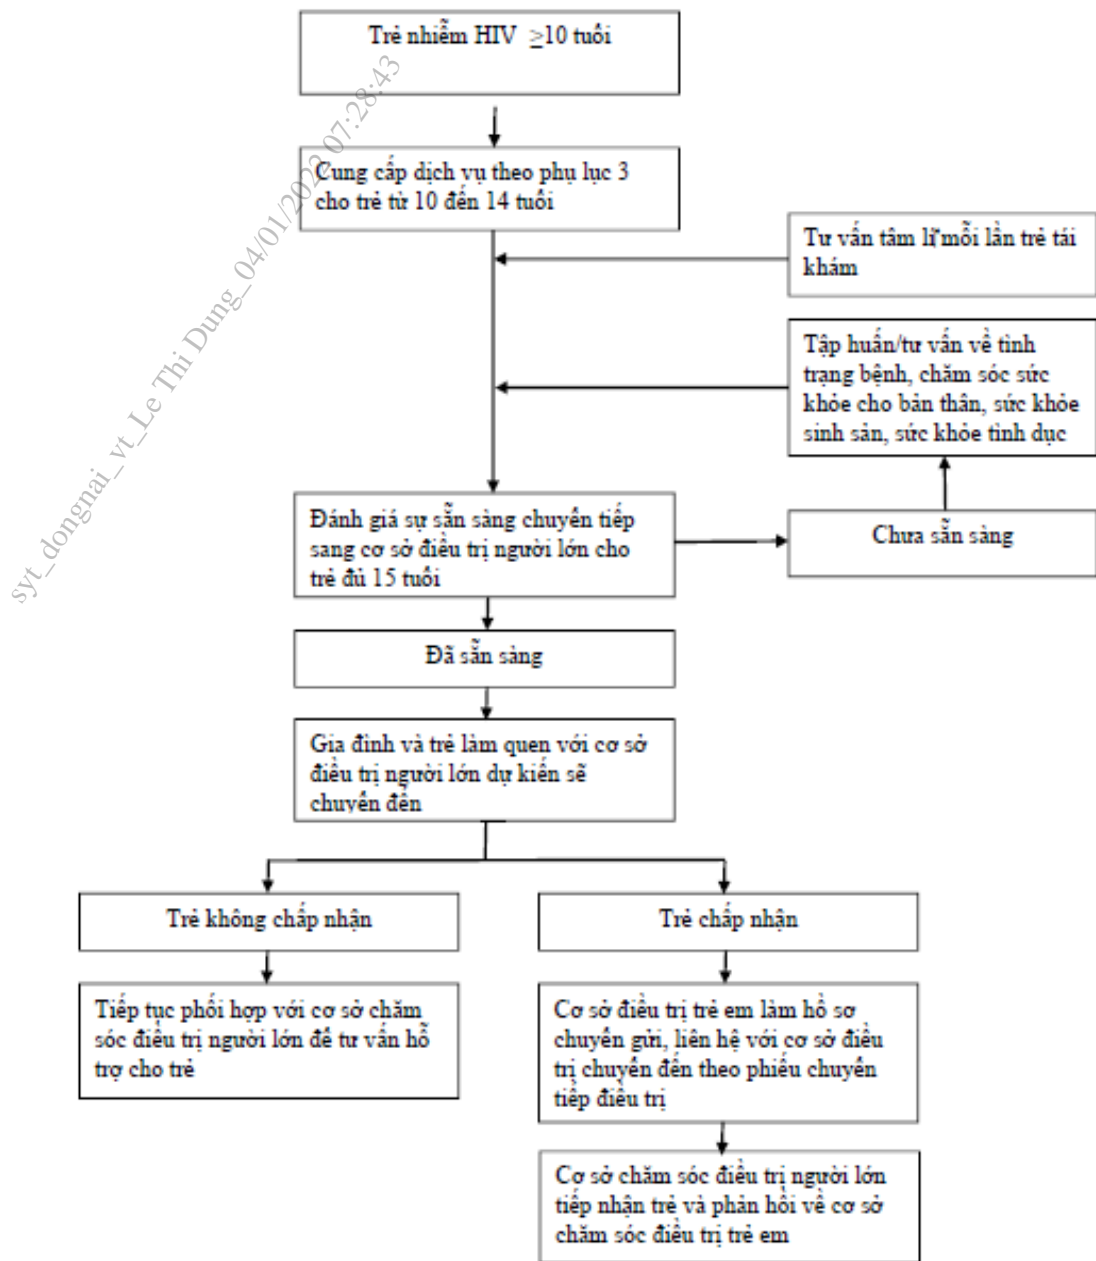 Trẻ nhiễm HIV ≥10 tuổi
Cung cấp dịch vụ theo phụ lục 3
cho trẻ từ 10 đến 14 tuổi
Tư vấn tâm lí mỗi lần trẻ tái
khám
Tập huấn/tư vấn về tình
trạng bệnh, chăm sóc sức
khỏe cho bản thân, sức khỏe
sinh sản, sức khỏe tình dục
Đánh giá sự sẵn sàng chuyển tiếp
sang cơ sở điều trị người lớn cho
trẻ đủ 15 tuổi
Chưa sẵn sàng
Đã sẵn sàng
Gia đình và trẻ làm quen với cơ sở
điều trị người lớn dự kiến sẽ
chuyển đến
Trẻ không chấp nhận
Trẻ chấp nhận
Tiếp tục phối hợp với cơ sở chăm
sóc điều trị người lớn để tư vấn hỗ
trợ cho trẻ
Cơ sở điều trị trẻ em làm hồ sơ
chuyển gửi, liên hệ với cơ sở điều
trị chuyển đến theo phiếu chuyển
tiếp điều trị
Cơ sở chăm sóc điều trị người lớn
tiếp nhận trẻ và phản hồi về cơ sở
chăm sóc điều trị trẻ em
syt_dongnai_vt_Le Thi Dung_04/01/2023 07:28:43